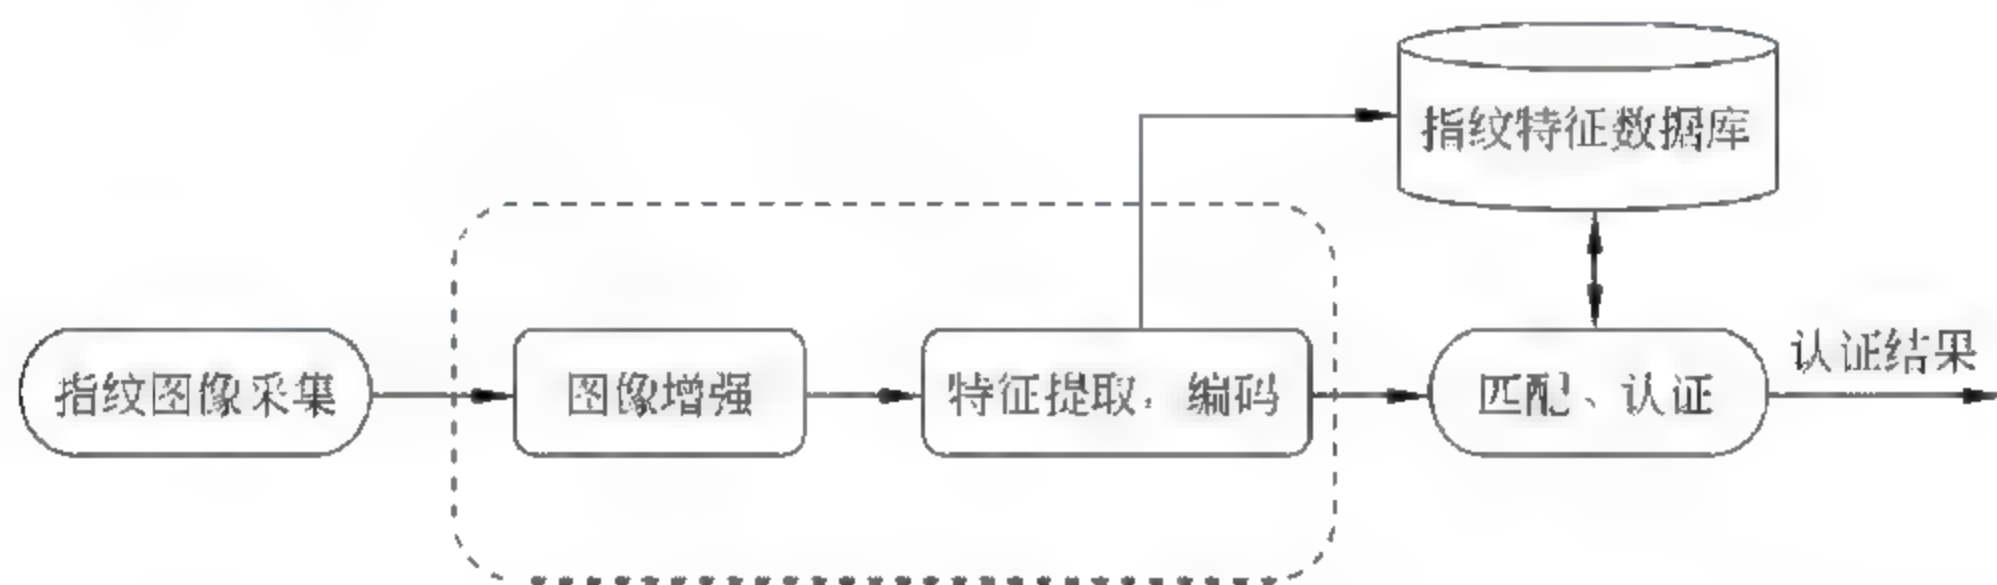 指纹特征数据库
指纹图像采集
图像增强
特征提取，编码
匹配、认证
认证结果